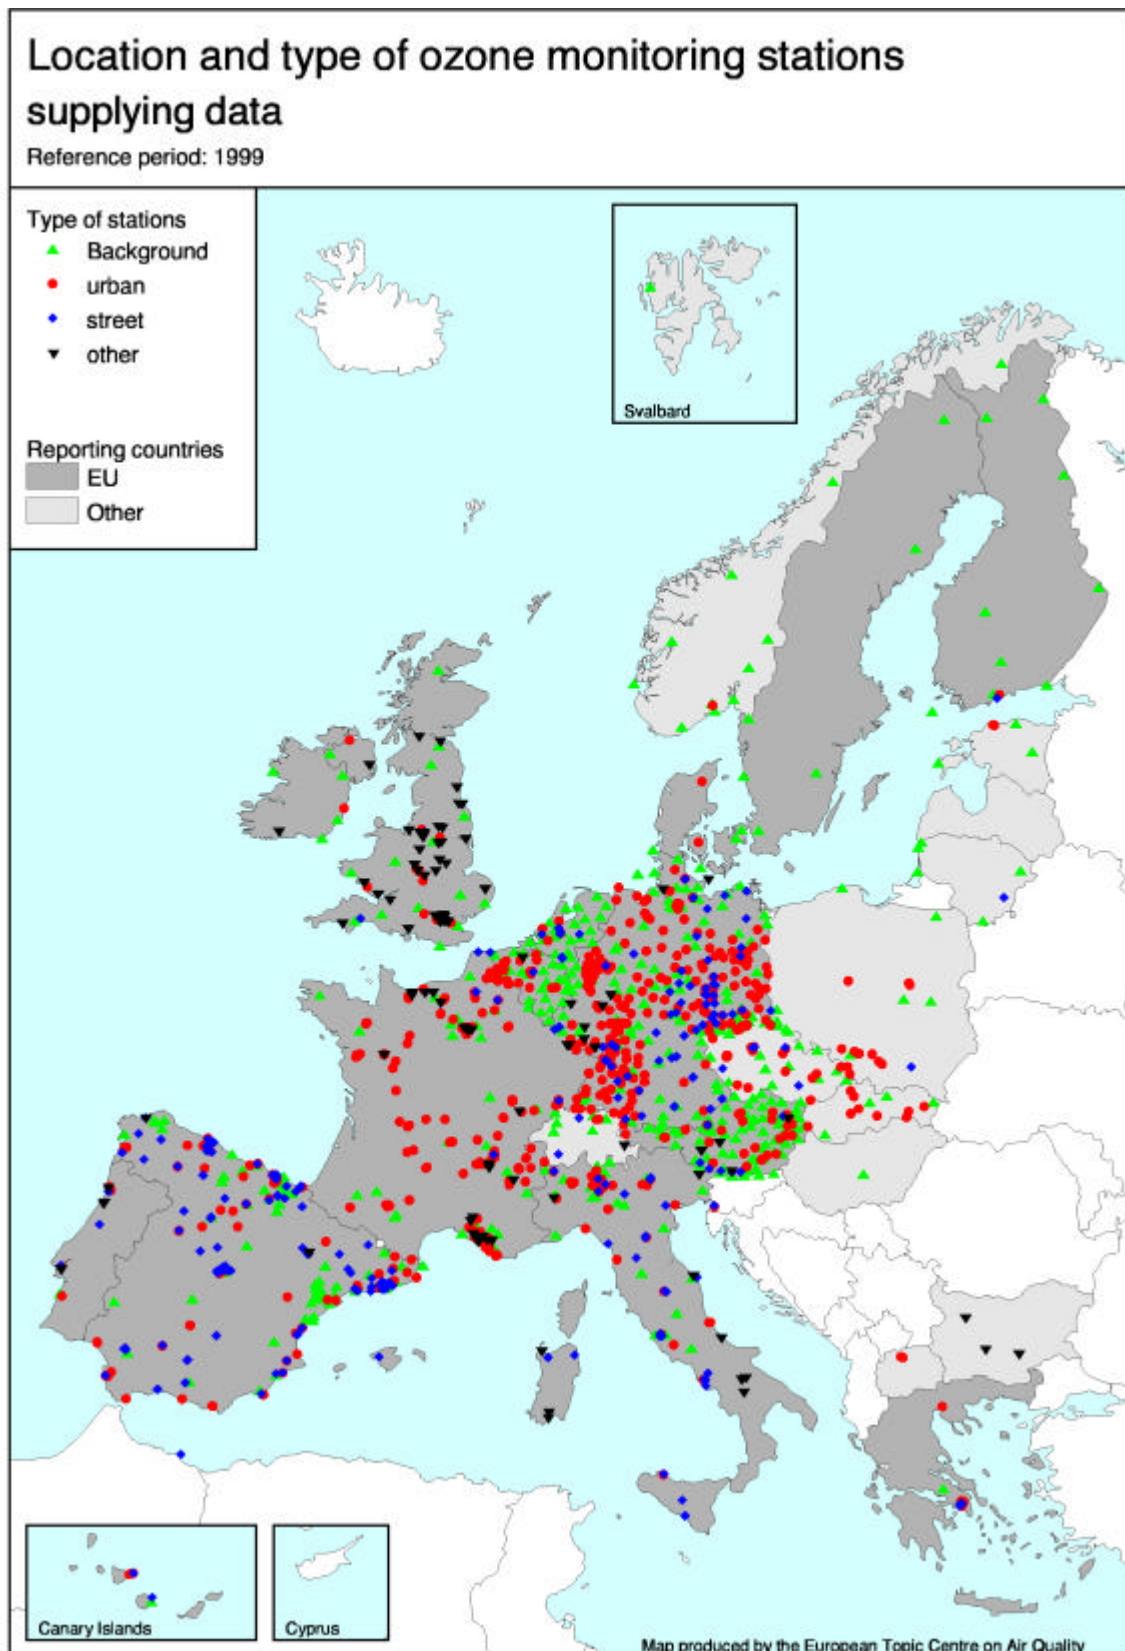 Location and type of ozone monitoring stations
supplying data
Reference period: 1999
Type of stations
Background
urban
street
other
Reporting countries
EU
Other
Svalbard
Canary Islands
Cyprus
Map produced by the European Topic Centre on Air Quality